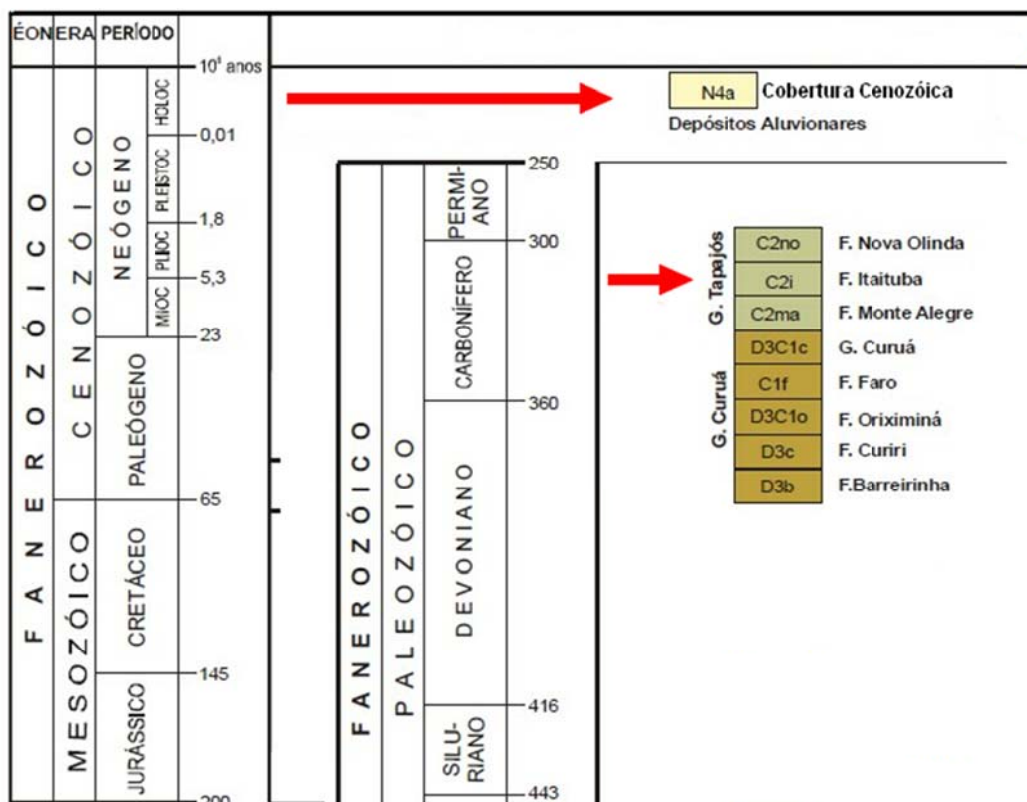 ÉON ERA PERÍODO
10⁶ anos
FANEROZÓICO
CENOZÓICO
NEÓGENO
HOLOC
0,01
PLEISTOC
1,8
PLIOC
5,3
MIOC
23
PALEÓGENO
65
MESOZÓICO
CRETÁCEO
145
JURÁSSICO
200
N4a Cobertura Cenozóica
Depósitos Aluvionares
FANEROZÓICO
PALEOZÓICO
250
PERMI-
ANO
300
CARBONÍFERO
360
DEVONIANO
416
SILU-
RIANO
443
G. Tapajós
C2no F. Nova Olinda
C2i F. Itaituba
C2ma F. Monte Alegre
G. Curuá
D3C1c G. Curuá
C1f F. Faro
D3C1o F. Oriximiná
D3c F. Curiri
D3b F.Barreirinha